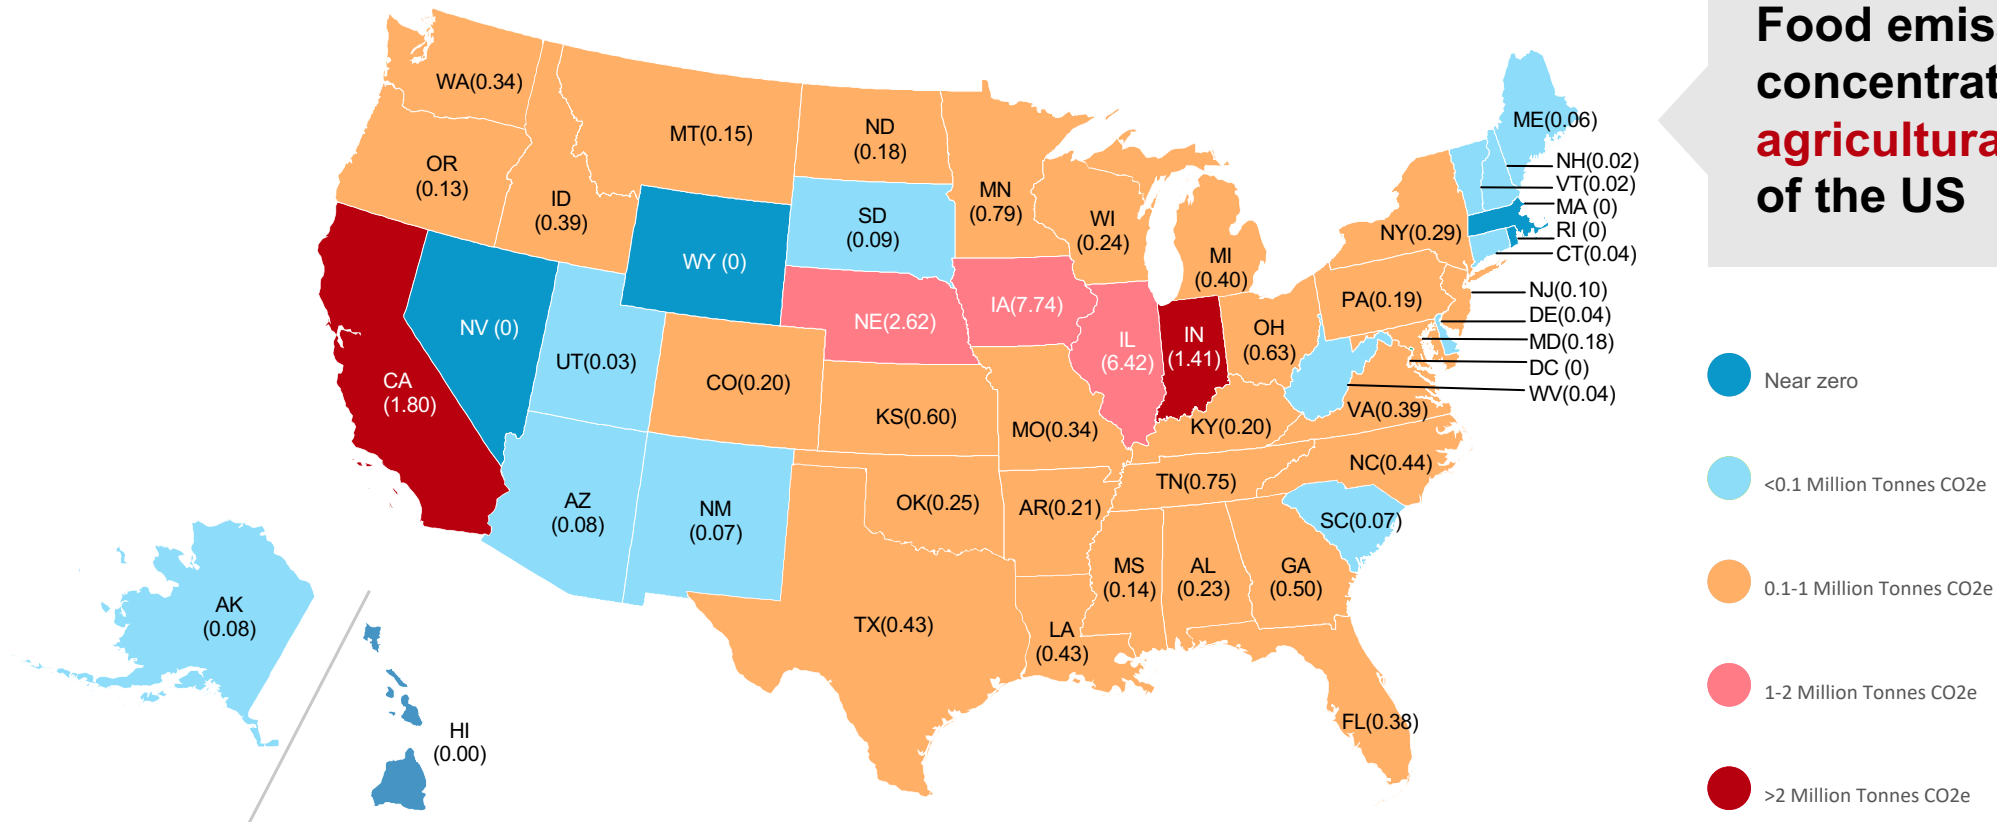 Food emis
concentrat
agricultura
of the US
WA(0.34)
MT(0.15)
ND
(0.18)
OR
(0.13)
ID
(0.39)
MN
(0.79)
WI
(0.24)
MI
(0.40)
SD
(0.09)
WY (0)
NY(0.29)
ME(0.06)
NH(0.02)
VT(0.02)
MA (0)
RI (0)
CT(0.04)
NJ(0.10)
DE(0.04)
MD(0.18)
DC (0)
WV(0.04)
PA(0.19)
NV (0)
UT(0.03)
NE(2.62)
IA(7.74)
IL
(6.42)
IN
(1.41)
OH
(0.63)
CA
(1.80)
CO(0.20)
KS(0.60)
MO(0.34)
KY(0.20)
VA(0.39)
NC(0.44)
TN(0.75)
AZ
(0.08)
NM
(0.07)
OK(0.25)
AR(0.21)
SC(0.07)
MS
(0.14)
AL
(0.23)
GA
(0.50)
TX(0.43)
LA
(0.43)
FL(0.38)
AK
(0.08)
HI
(0.00)
Near zero
<0.1 Million Tonnes CO2e
0.1-1 Million Tonnes CO2e
1-2 Million Tonnes CO2e
>2 Million Tonnes CO2e